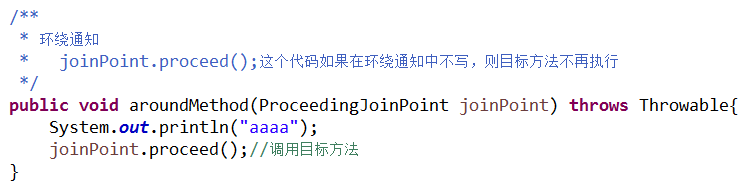 /**
 * 环绕通知
 *   joinPoint.proceed();这个代码如果在环绕通知中不写，则目标方法不再执行
 */
public void aroundMethod(ProceedingJoinPoint joinPoint) throws Throwable{
    System.out.println("aaaa");
    joinPoint.proceed();//调用目标方法
}